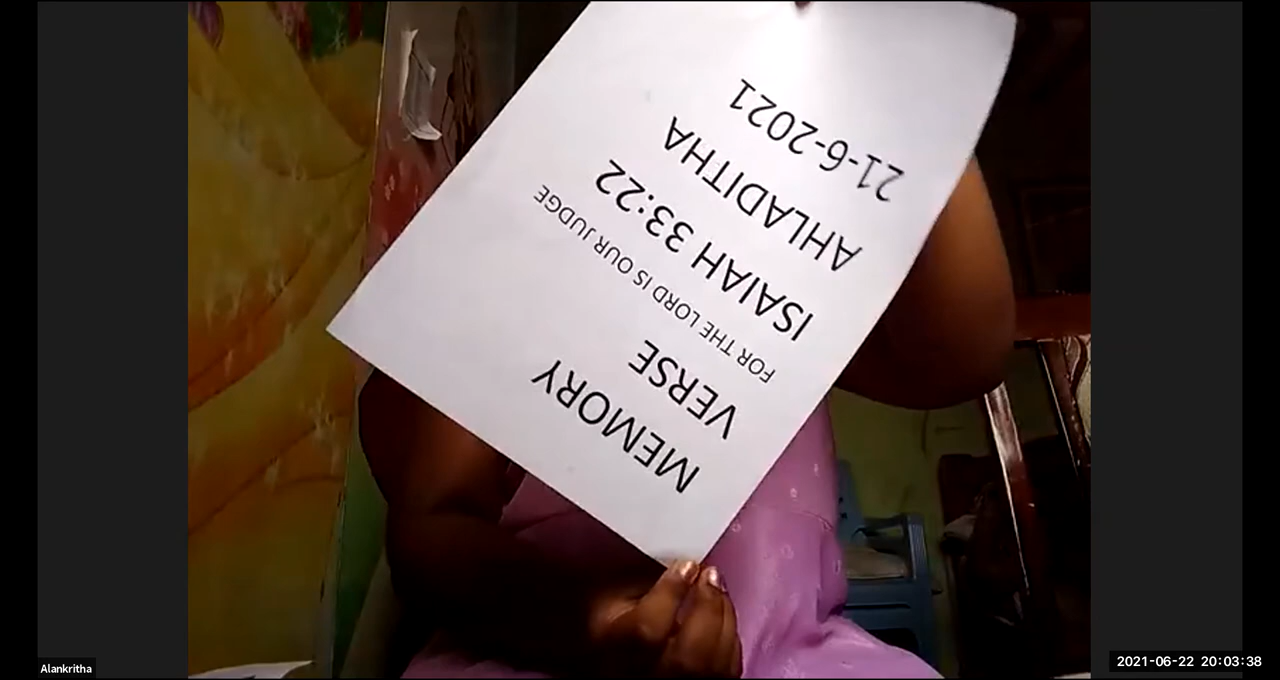 MEMORY
VERSE
FOR THE LORD IS OUR JUDGE
ISAIAH 33:22
AHLADITHA
21-6-2021
Alankritha
2021-06-22 20:03:38